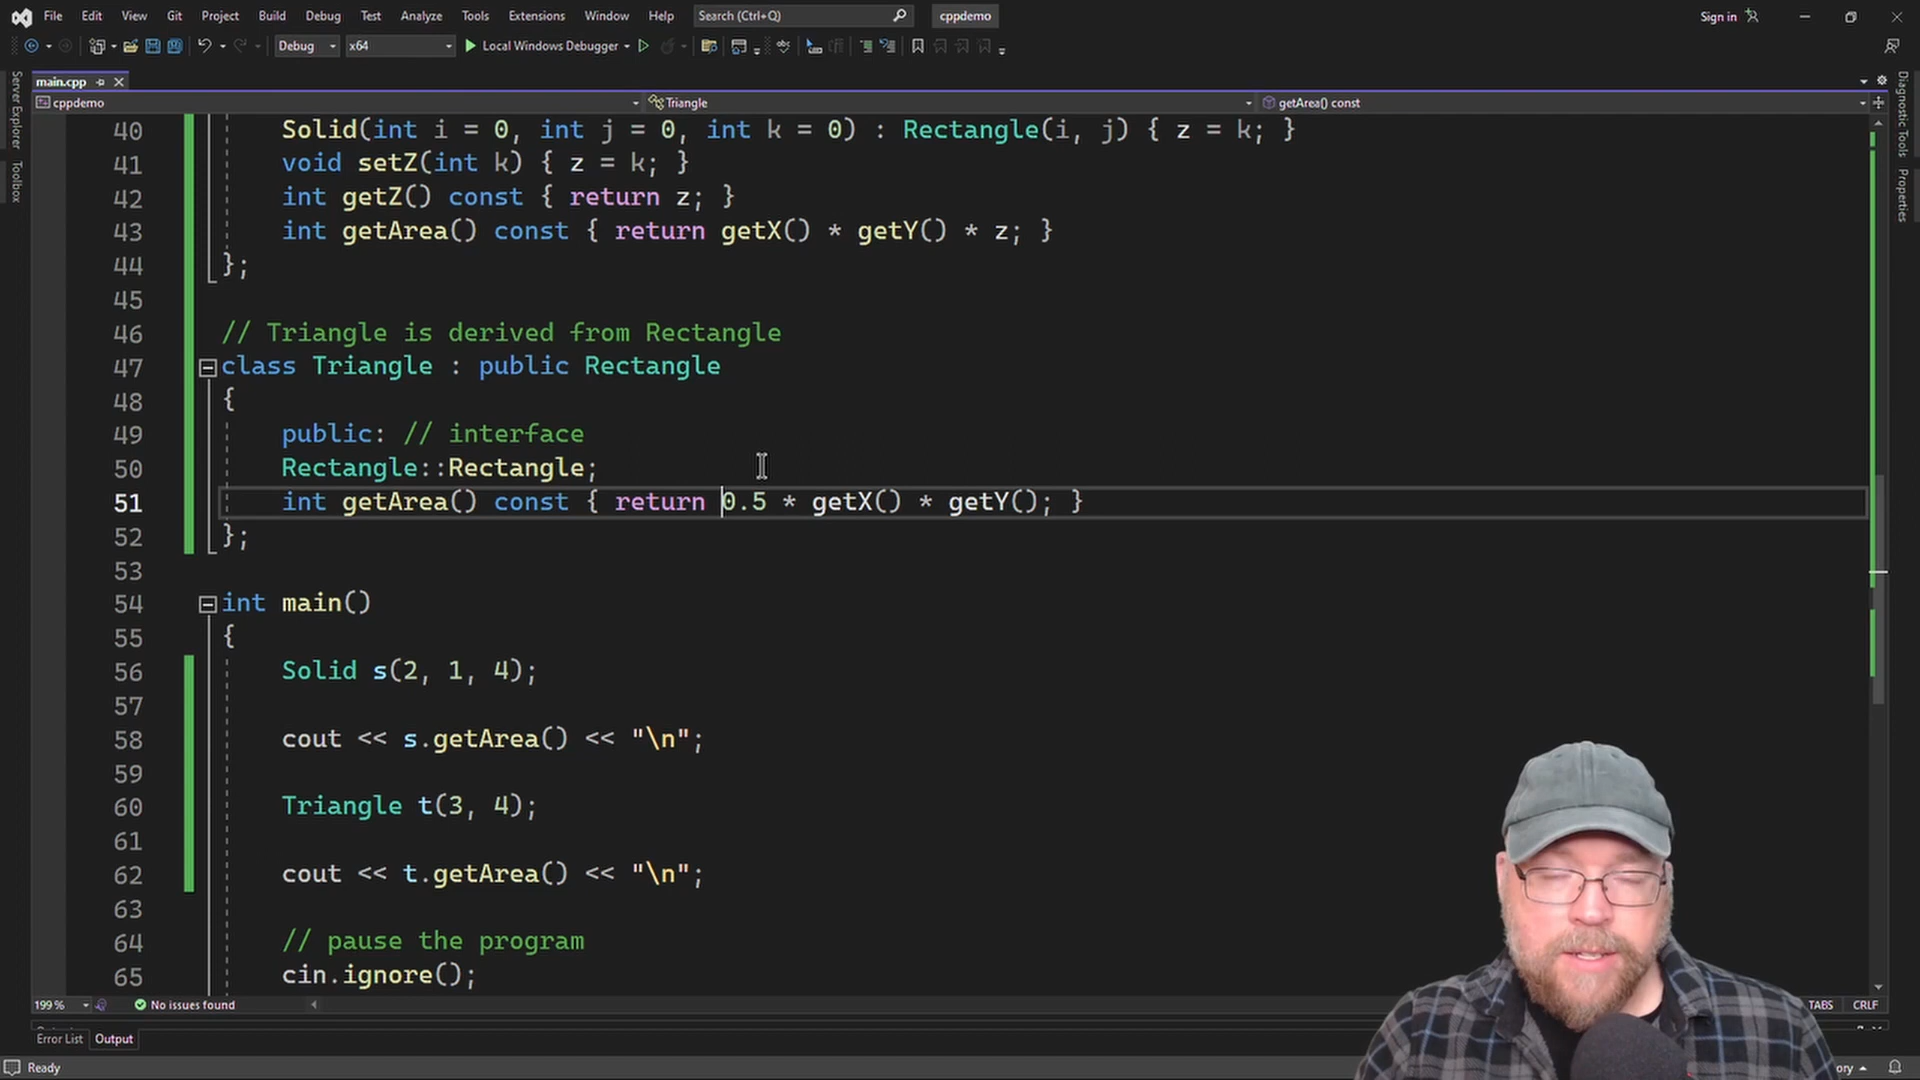 File Edit View Git Project Build Debug Test Analyze Tools Extensions Window Help Search (Ctrl+Q) cppdemo Sign in
Debug x64 Local Windows Debugger
main.cpp
cppdemo Triangle getArea() const
Server Explorer
Toolbox
Diagnostic Tools
Properties
40 Solid(int i = 0, int j = 0, int k = 0) : Rectangle(i, j) { z = k; }
41 void setZ(int k) { z = k; }
42 int getZ() const { return z; }
43 int getArea() const { return getX() * getY() * z; }
44 };
45
46 // Triangle is derived from Rectangle
47 class Triangle : public Rectangle
48 {
49 public: // interface
50 Rectangle::Rectangle;
51 int getArea() const { return 0.5 * getX() * getY(); }
52 };
53
54 int main()
55 {
56 Solid s(2, 1, 4);
57
58 cout << s.getArea() << "\n";
59
60 Triangle t(3, 4);
61
62 cout << t.getArea() << "\n";
63
64 // pause the program
65 cin.ignore();
199 % No issues found TABS CRLF
Error List Output
Ready